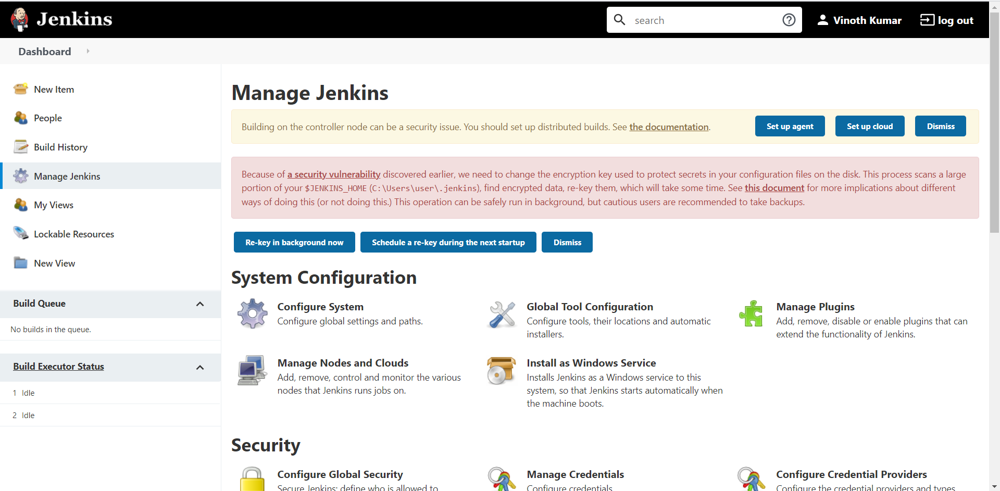 Jenkins
search
Vinoth Kumar
log out
Dashboard
New Item
People
Build History
Manage Jenkins
My Views
Lockable Resources
New View
Build Queue
No builds in the queue.
Build Executor Status
1 Idle
2 Idle
Manage Jenkins
Building on the controller node can be a security issue. You should set up distributed builds. See the documentation.
Set up agent
Set up cloud
Dismiss
Because of a security vulnerability discovered earlier, we need to change the encryption key used to protect secrets in your configuration files on the disk. This process scans a large
portion of your $JENKINS_HOME (C:\Users\user\.jenkins), find encrypted data, re-key them, which will take some time. See this document for more implications about different
ways of doing this (or not doing this.) This operation can be safely run in background, but cautious users are recommended to take backups.
Re-key in background now
Schedule a re-key during the next startup
Dismiss
System Configuration
Configure System
Configure global settings and paths.
Global Tool Configuration
Configure tools, their locations and automatic
installers.
Manage Plugins
Add, remove, disable or enable plugins that can
extend the functionality of Jenkins.
Manage Nodes and Clouds
Add, remove, control and monitor the various
nodes that Jenkins runs jobs on.
Install as Windows Service
Installs Jenkins as a Windows service to this
system, so that Jenkins starts automatically when
the machine boots.
Security
Configure Global Security
Secure Jenkins; define who is allowed to
Manage Credentials
Configure credentials
Configure Credential Providers
Configure the credential providers and types